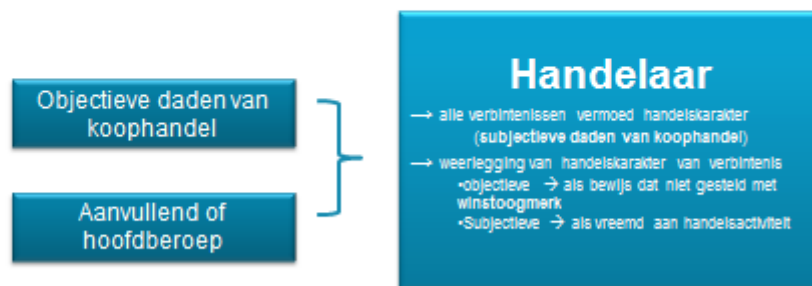 Objectieve daden van
koophandel
Aanvullend of
hoofdberoep
Handelaar
→ alle verbintenissen vermoed handelskarakter
(subjectieve daden van koophandel)
→ weerlegging van handelskarakter van verbintenis
•objectieve → als bewijs dat niet gesteld met
winstoogmerk
•Subjectieve → als vreemd aan handelsactiviteit